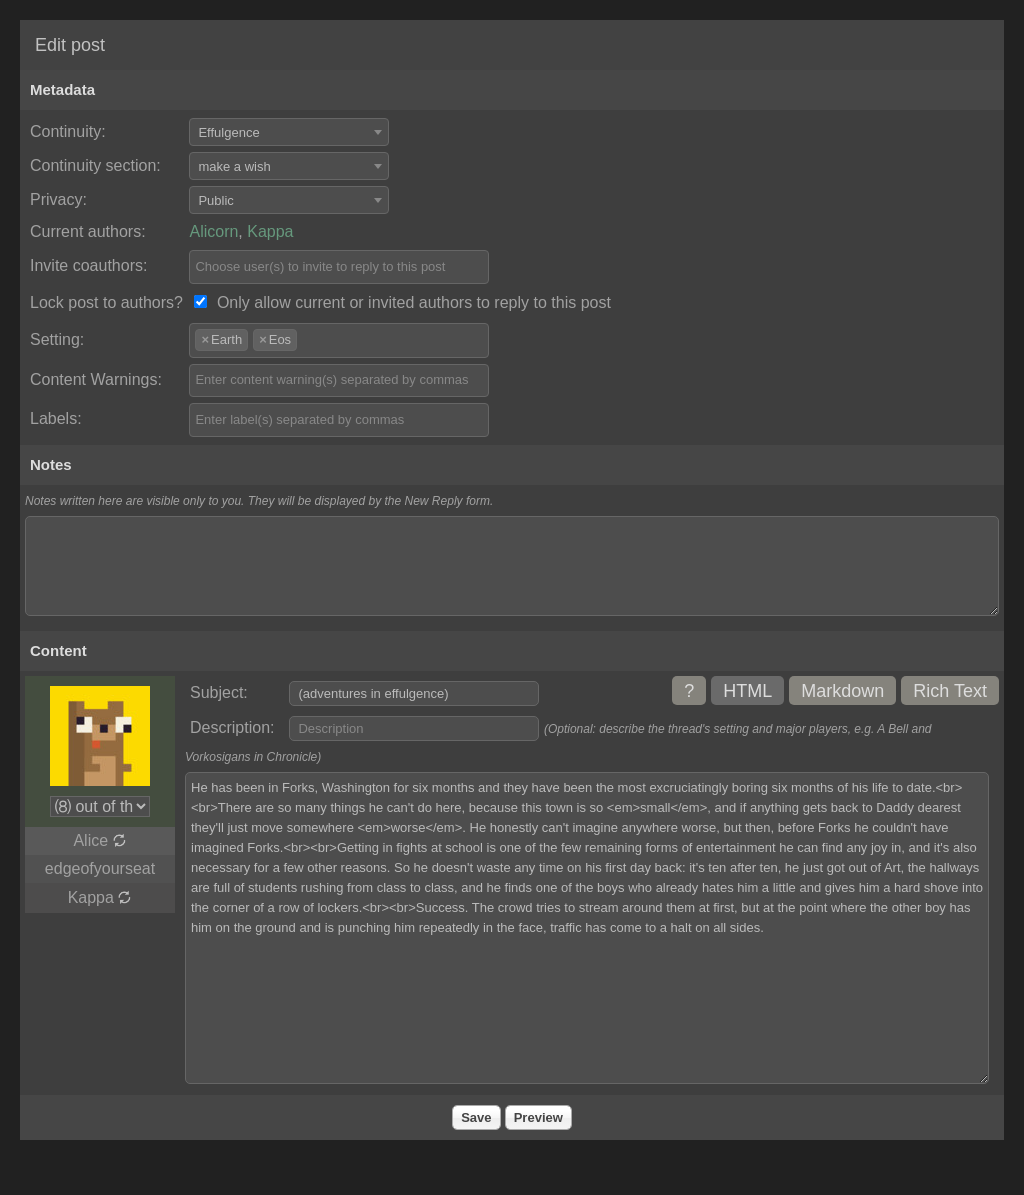 Edit post
Metadata
Continuity: Effulgence
Continuity section: make a wish
Privacy: Public
Current authors: Alicorn, Kappa
Invite coauthors: Choose user(s) to invite to reply to this post
Lock post to authors? Only allow current or invited authors to reply to this post
Setting: ×Earth ×Eos
Content Warnings: Enter content warning(s) separated by commas
Labels: Enter label(s) separated by commas
Notes
Notes written here are visible only to you. They will be displayed by the New Reply form.
Content
(8) out of th
Alice
edgeofyourseat
Kappa
Subject: (adventures in effulgence) ? HTML Markdown Rich Text
Description: Description (Optional: describe the thread's setting and major players, e.g. A Bell and
Vorkosigans in Chronicle)
He has been in Forks, Washington for six months and they have been the most excruciatingly boring six months of his life to date.<br>
<br>There are so many things he can't do here, because this town is so <em>small</em>, and if anything gets back to Daddy dearest
they'll just move somewhere <em>worse</em>. He honestly can't imagine anywhere worse, but then, before Forks he couldn't have
imagined Forks.<br><br>Getting in fights at school is one of the few remaining forms of entertainment he can find any joy in, and it's also
necessary for a few other reasons. So he doesn't waste any time on his first day back: it's ten after ten, he just got out of Art, the hallways
are full of students rushing from class to class, and he finds one of the boys who already hates him a little and gives him a hard shove into
the corner of a row of lockers.<br><br>Success. The crowd tries to stream around them at first, but at the point where the other boy has
him on the ground and is punching him repeatedly in the face, traffic has come to a halt on all sides.
Save Preview